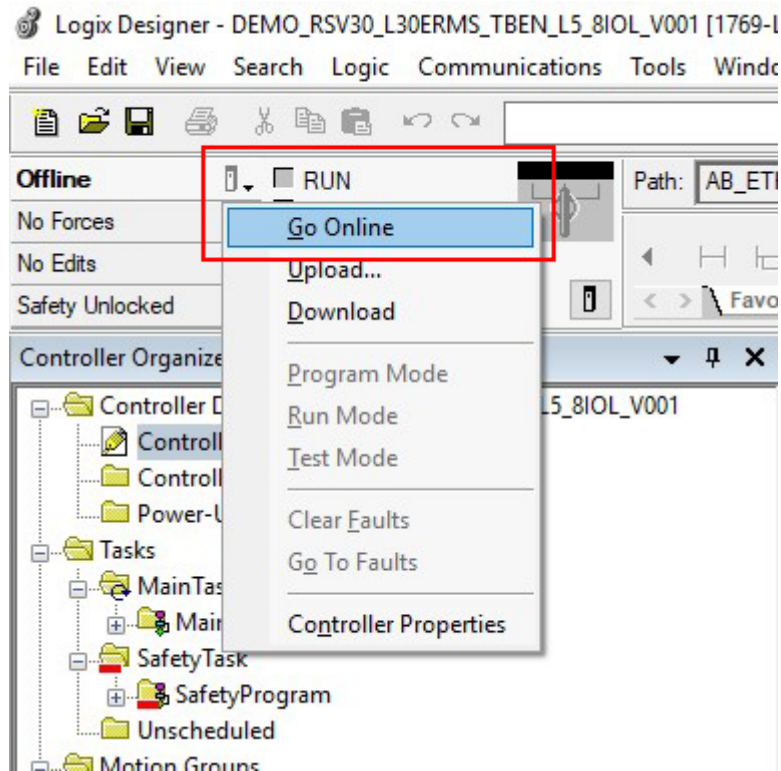 Logix Designer - DEMO_RSV30_L30ERMS_TBEN_L5_8IOL_V001 [1769-L
File Edit View Search Logic Communications Tools Windo
Offline RUN Path: AB_ETH
No Forces
Go Online
No Edits
Upload...
Safety Unlocked
Download
Favo
Controller Organize
Program Mode
Controller D L5_8IOL_V001
Run Mode
Controll
Test Mode
Controll
Power-U
Clear Faults
Tasks
Go To Faults
MainTas
Main
Controller Properties
SafetyTask
SafetyProgram
Unscheduled
Motion Groups